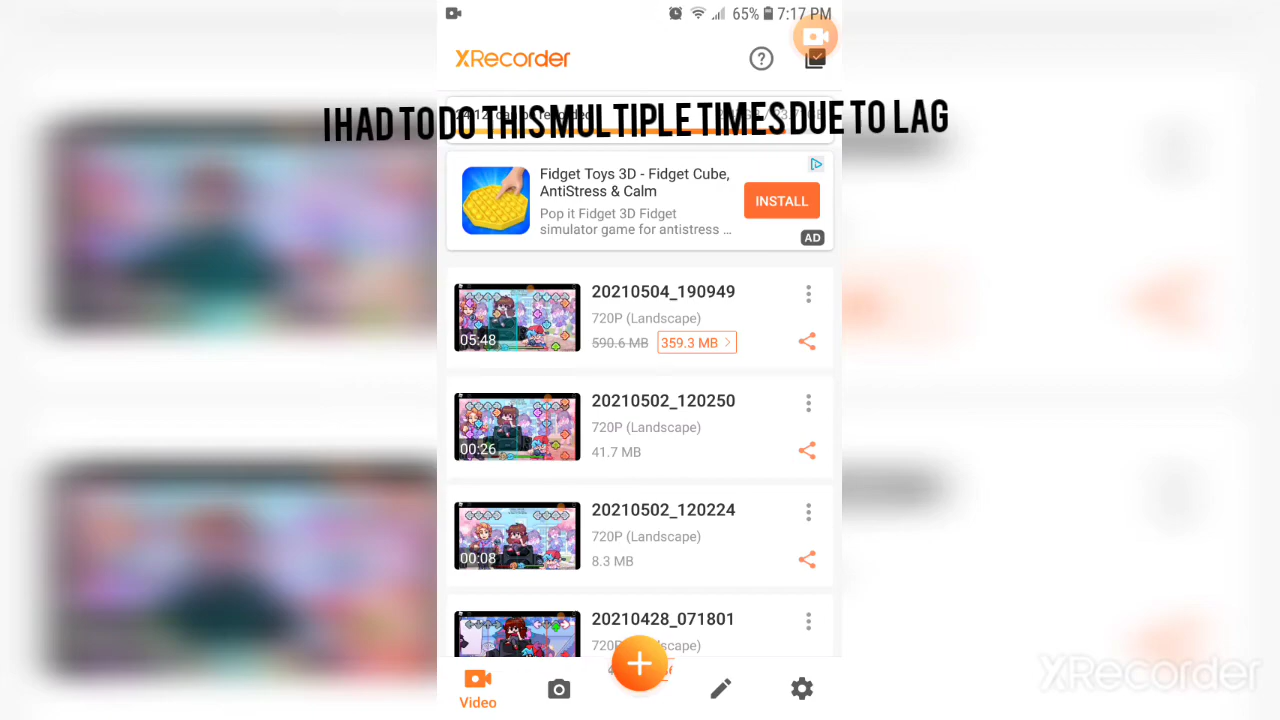 65% 7:17 PM
XRecorder
I HAD TO DO THIS MULTIPLE TIMES DUE TO LAG
Fidget Toys 3D - Fidget Cube,
AntiStress & Calm
Pop it Fidget 3D Fidget
simulator game for antistress ...
INSTALL
AD
20210504_190949
720P (Landscape)
590.6 MB 359.3 MB >
05:48
20210502_120250
720P (Landscape)
41.7 MB
00:26
20210502_120224
720P (Landscape)
8.3 MB
00:08
20210428_071801
720P
Video
XRecorder